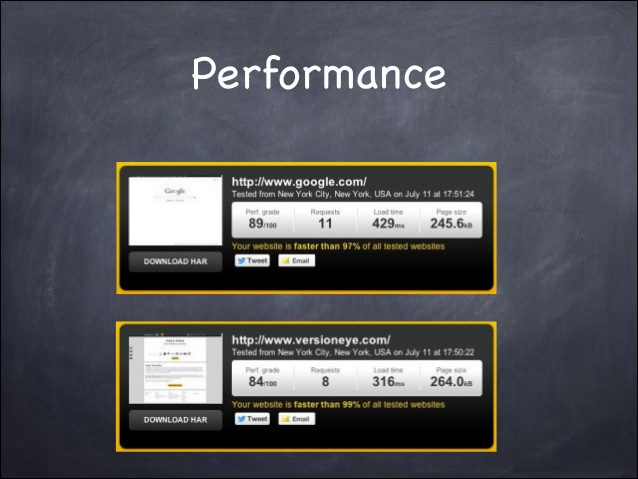 Performance
http://www.google.com/
Tested from New York City, New York, USA on July 11 at 17:51:24
Perf. grade Requests Load time Page size
89/100 11 429ms 245.6kB
Your website is faster than 97% of all tested websites
Google
DOWNLOAD HAR
Tweet Email
http://www.versioneye.com/
Tested from New York City, New York, USA on July 11 at 17:50:22
Perf. grade Requests Load time Page size
84/100 8 316ms 264.0kB
Your website is faster than 99% of all tested websites
DOWNLOAD HAR
Tweet Email